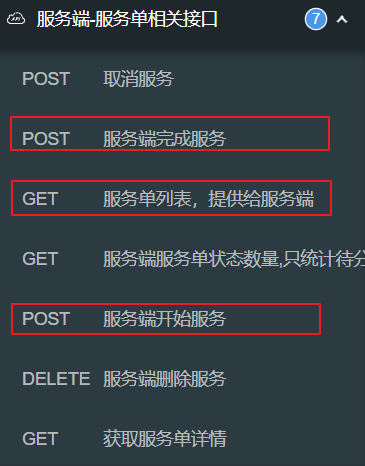 服务端-服务单相关接口 7
POST 取消服务
POST 服务端完成服务
GET 服务单列表，提供给服务端
GET 服务端服务单状态数量,只统计待分
POST 服务端开始服务
DELETE 服务端删除服务
GET 获取服务单详情